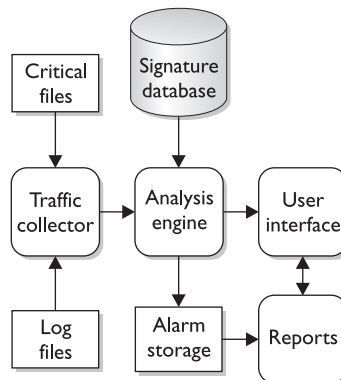 Critical
files
Signature
database
Traffic
collector
Analysis
engine
User
interface
Log
files
Alarm
storage
Reports